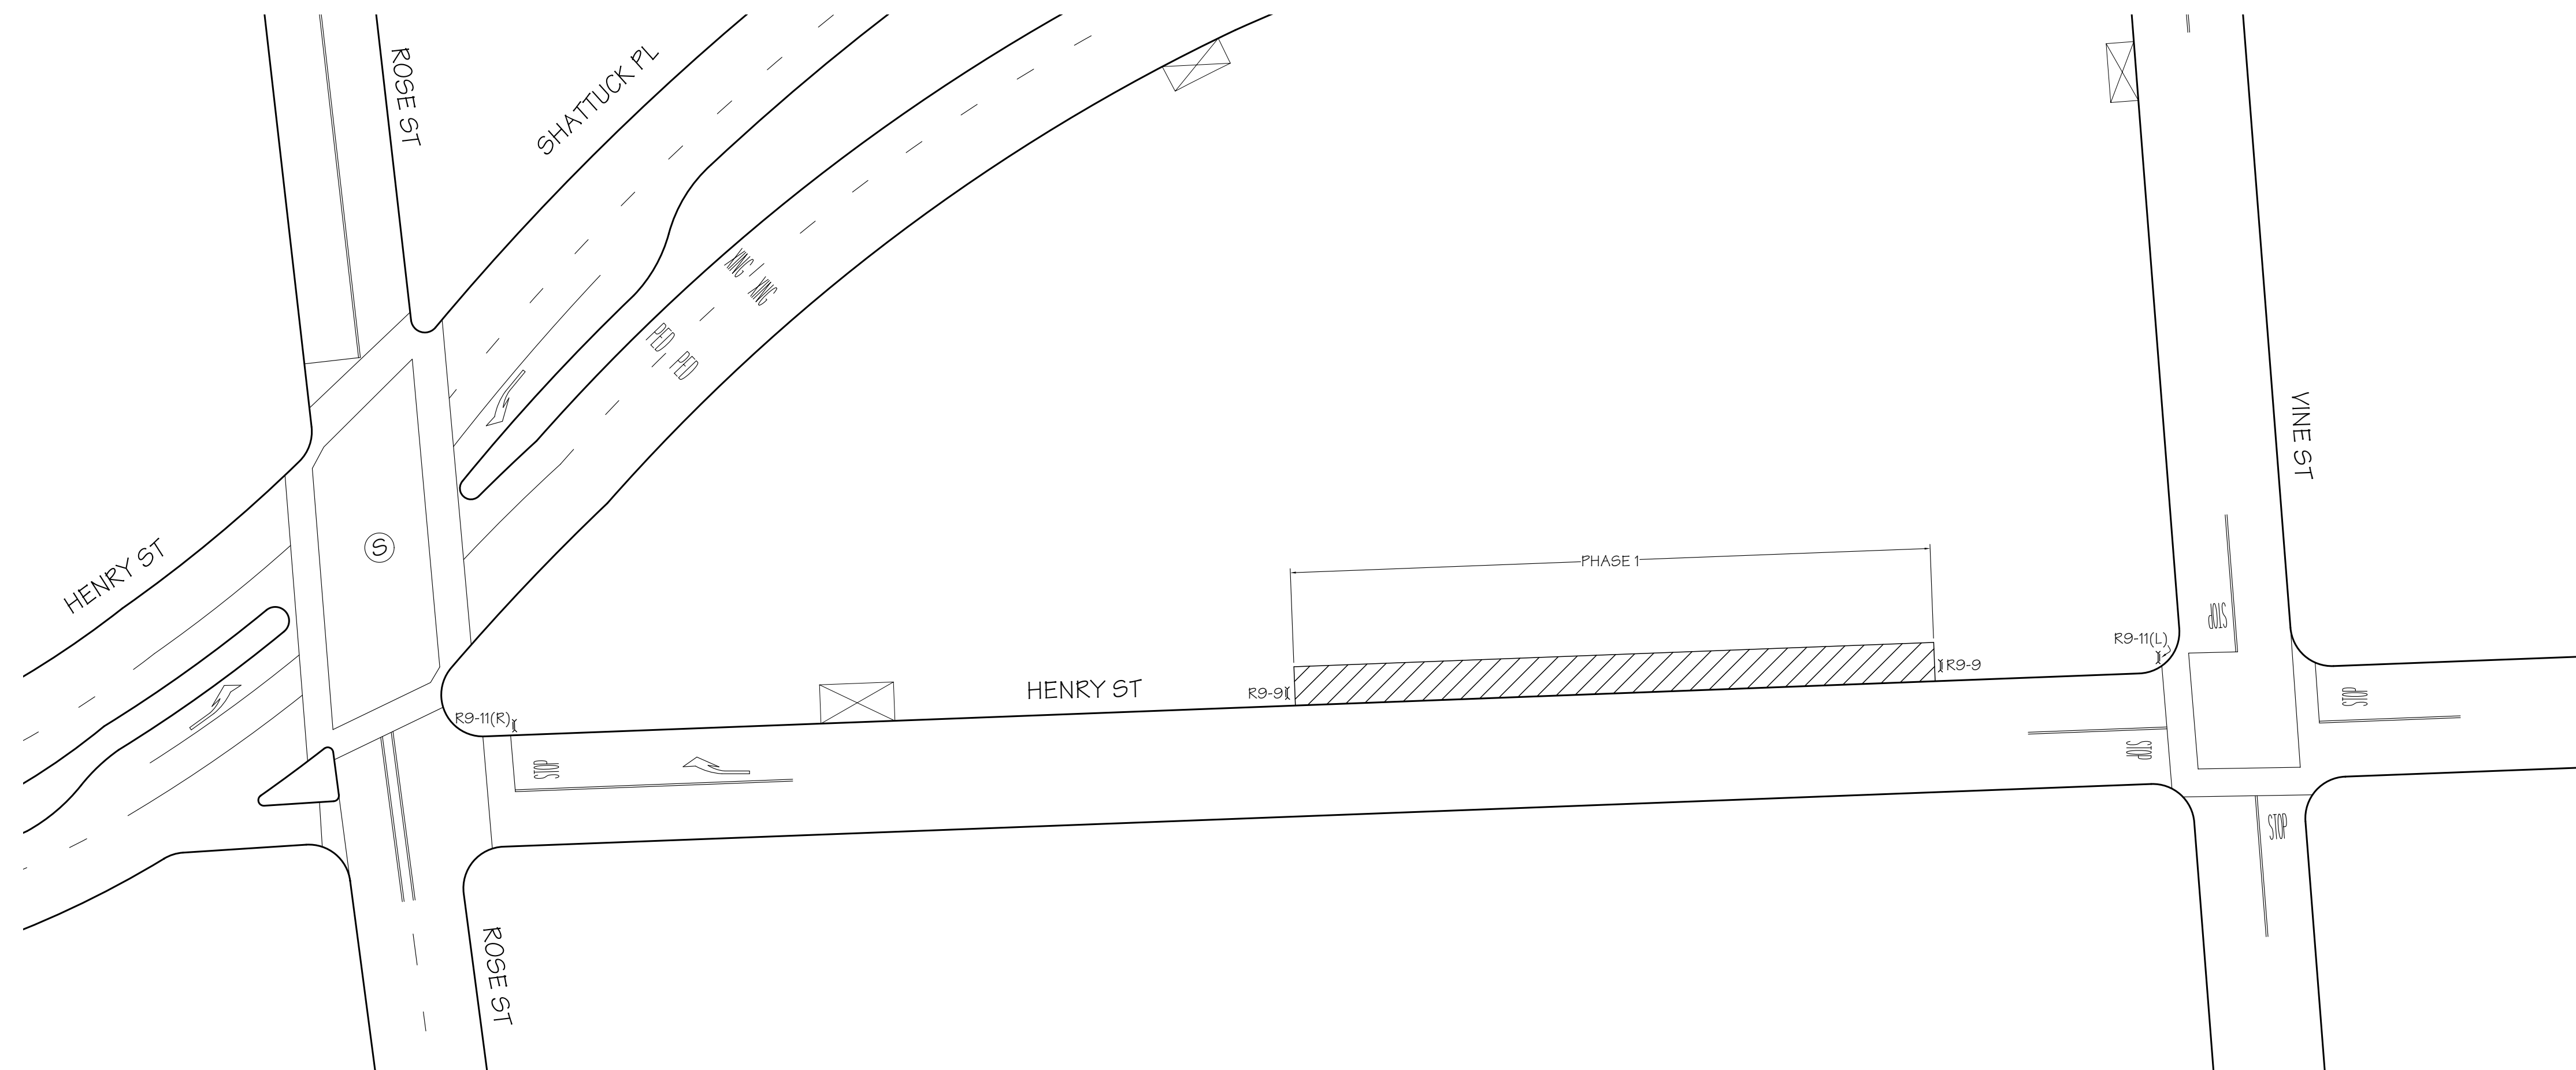 ROSE ST
SHATTUCK PL
XING
XING
PED
PED
VINE ST
HENRY ST
S
PHASE 1
STOP
R9-11(L)
R9-9
R9-9
HENRY ST
R9-11(R)
STOP
STOP
STOP
STOP
ROSE ST